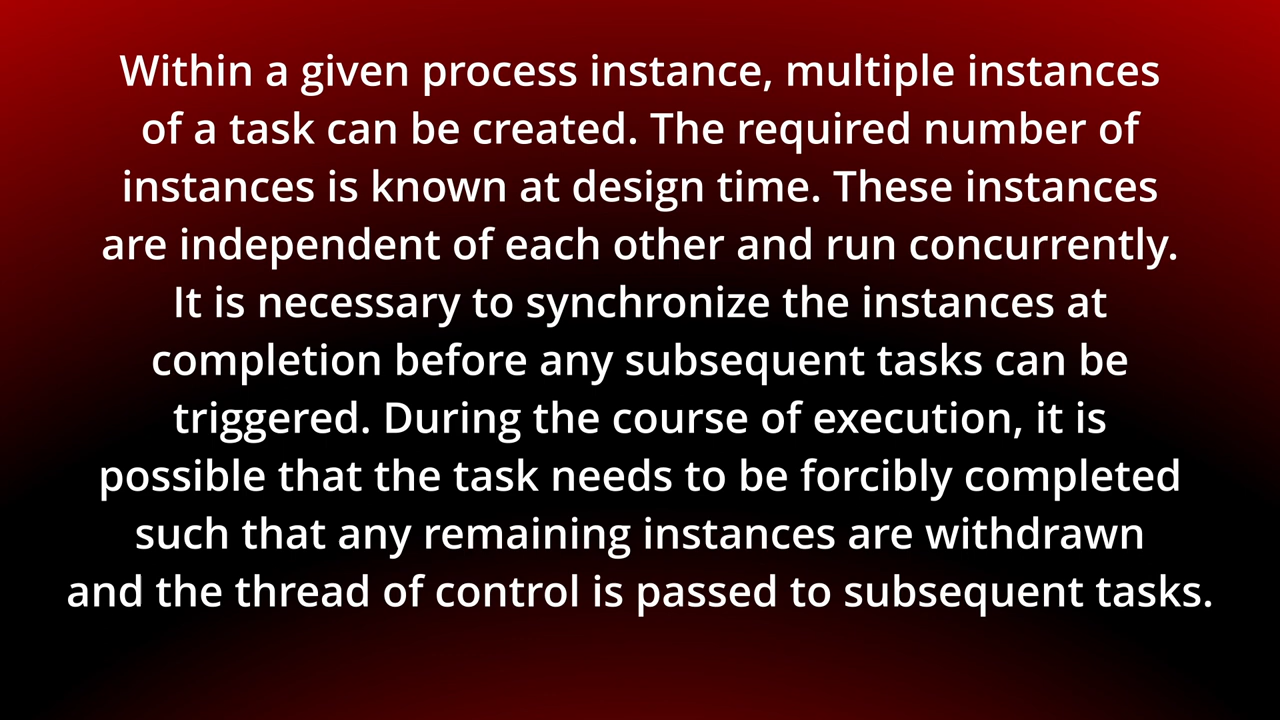 Within a given process instance, multiple instances
of a task can be created. The required number of
instances is known at design time. These instances
are independent of each other and run concurrently.
It is necessary to synchronize the instances at
completion before any subsequent tasks can be
triggered. During the course of execution, it is
possible that the task needs to be forcibly completed
such that any remaining instances are withdrawn
and the thread of control is passed to subsequent tasks.